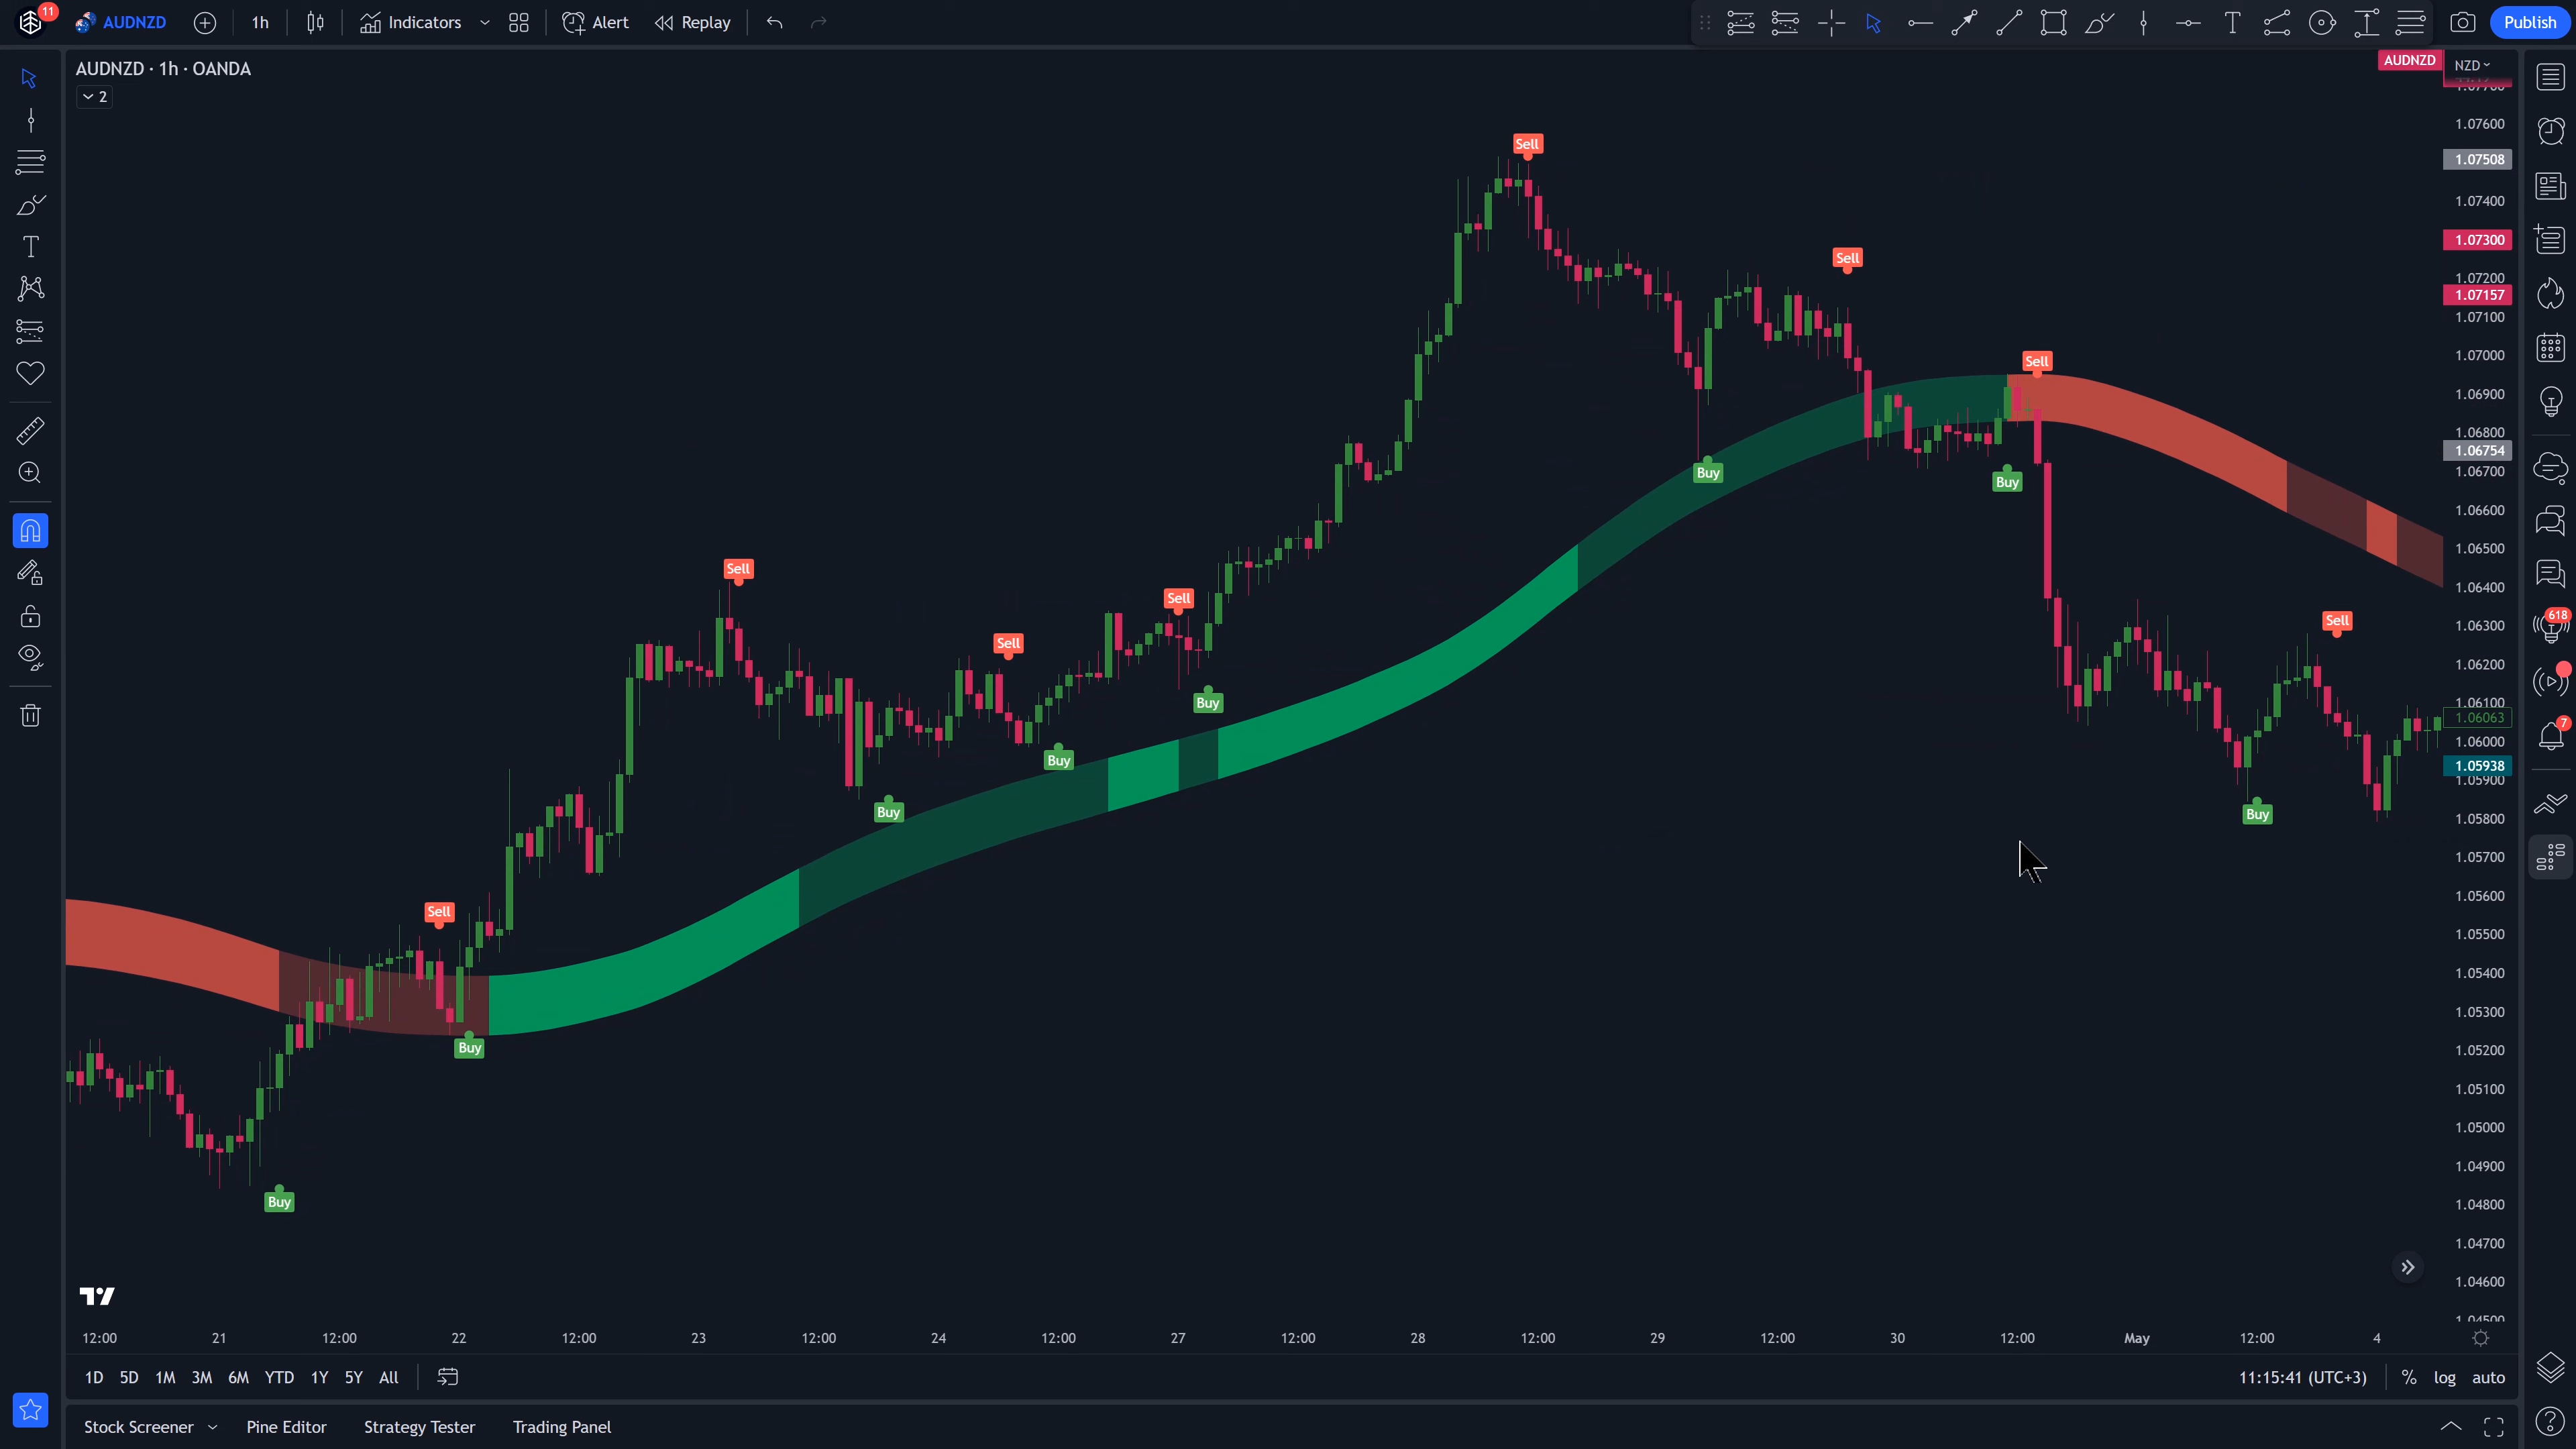 11
AUDNZD
1h
Indicators
Alert
Replay
Publish
AUDNZD · 1h · OANDA
2
AUDNZD
NZD
1.07600
1.07508
1.07400
1.07300
1.07200
1.07157
1.07100
1.07000
1.06900
1.06800
1.06754
1.06700
1.06600
1.06500
1.06400
1.06300
1.06200
1.06100
1.06063
1.06000
1.05938
1.05900
1.05800
1.05700
1.05600
1.05500
1.05400
1.05300
1.05200
1.05100
1.05000
1.04900
1.04800
1.04700
1.04600
Sell
Sell
Sell
Buy
Buy
Sell
Sell
Sell
Buy
Buy
Buy
Sell
Buy
Sell
Buy
Buy
618
7
12:00 21 12:00 22 12:00 23 12:00 24 12:00 27 12:00 28 12:00 29 12:00 30 12:00 May 12:00 4
1D 5D 1M 3M 6M YTD 1Y 5Y All
11:15:41 (UTC+3) % log auto
Stock Screener Pine Editor Strategy Tester Trading Panel